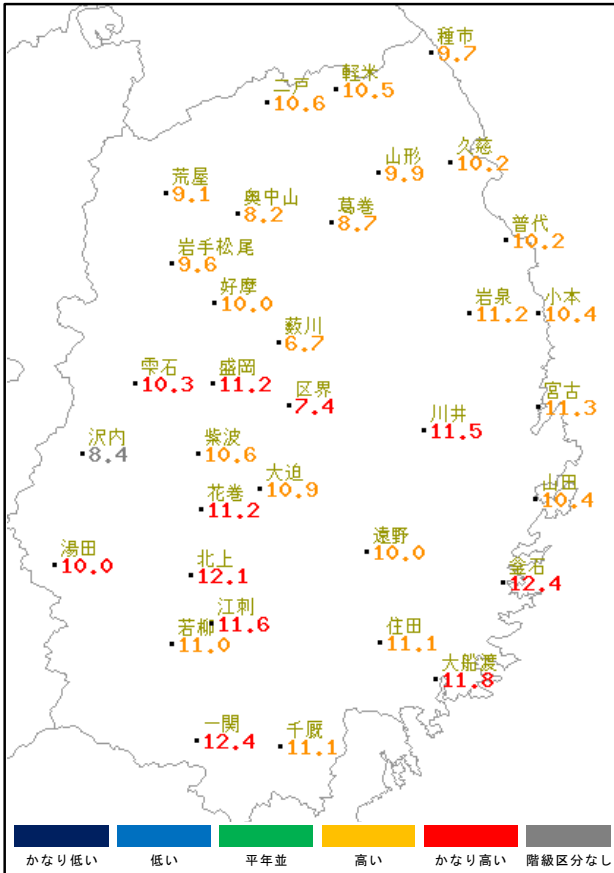 種市
9.7
軽米
10.5
二戸
10.6
久慈
10.2
山形
9.9
荒屋
9.1
奥中山
8.2
葛巻
8.7
普代
10.2
岩手松尾
9.6
好摩
10.0
岩泉
11.2
小本
10.4
薮川
6.7
雫石
10.3
盛岡
11.2
区界
7.4
宮古
11.3
川井
11.5
沢内
8.4
紫波
10.6
大迫
10.9
山田
10.4
花巻
11.2
遠野
10.0
湯田
10.0
北上
12.1
釜石
12.4
江刺
11.6
若柳
11.0
住田
11.1
大船渡
11.8
一関
12.4
千厩
11.1
かなり低い
低い
平年並
高い
かなり高い
階級区分なし